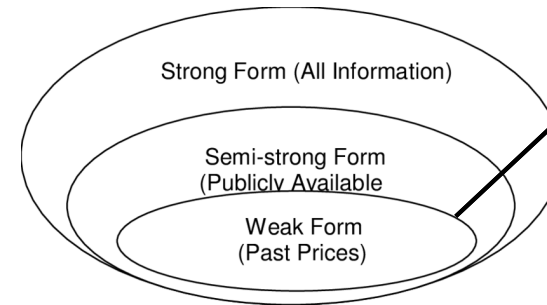 Strong Form (All Information)
Semi-strong Form
(Publicly Available
Weak Form
(Past Prices)